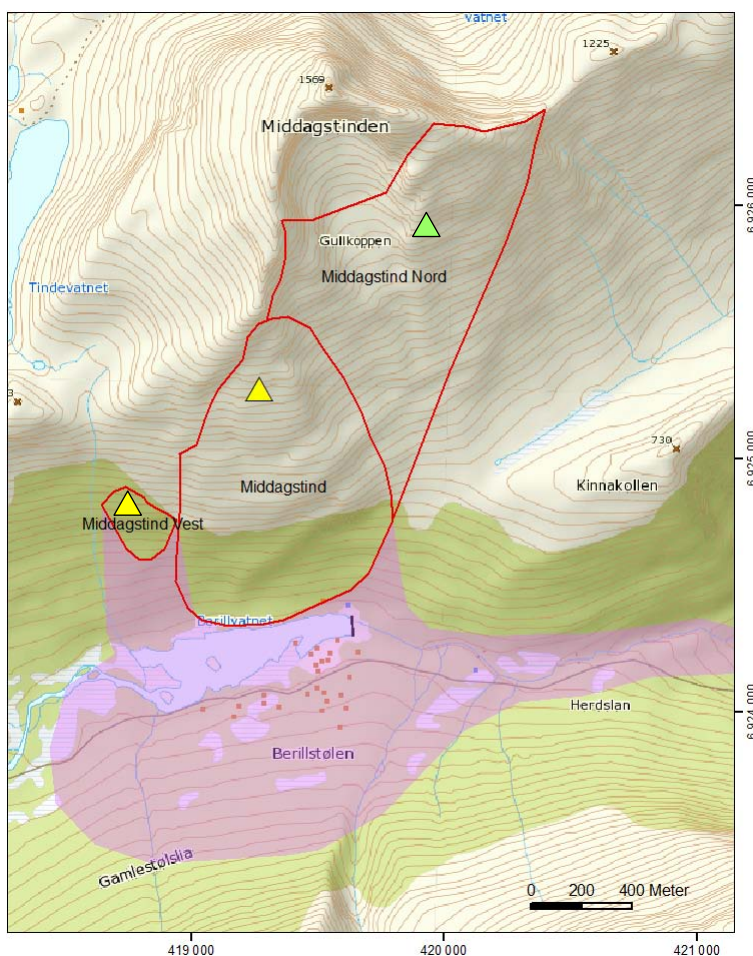 vatnet
1225
1569
Middagstinden
6 926 000
Gullkoppen
Middagstind Nord
Tindevatnet
3
730
6 925 000
Middagstind
Kinnakollen
Middagstind Vest
Berillvatnet
6 924 000
Herdslan
Berillstølen
Gamlestølslia
0 200 400 Meter
419 000 420 000 421 000